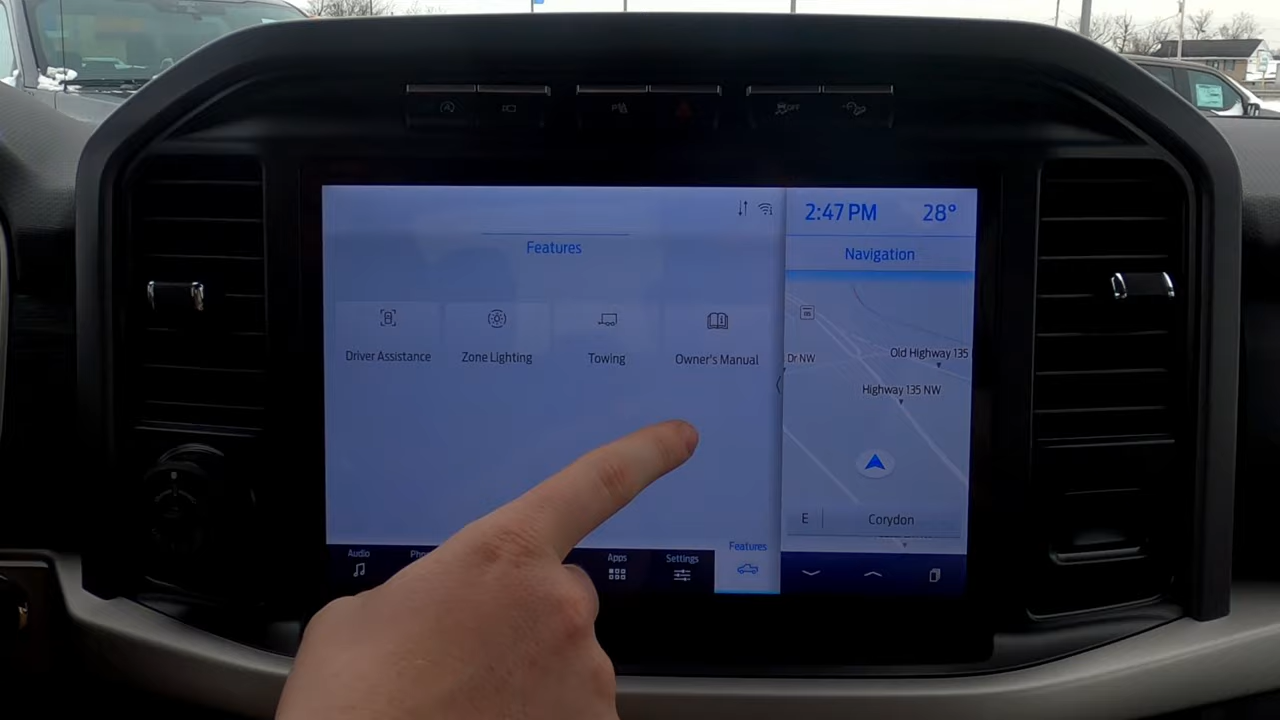 P
OFF
2:47 PM 28°
Features
Navigation
Driver Assistance
Zone Lighting
Towing
Owner's Manual
Dr NW
Old Highway 135
Highway 135 NW
E
Corydon
Audio
Apps
Settings
Features